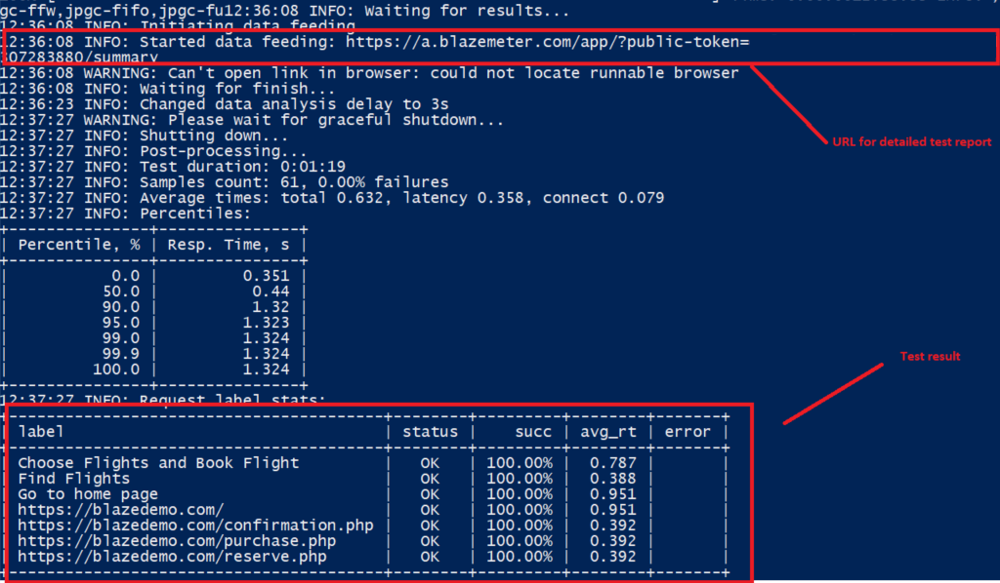 gc-ffw,jpgc-fifo,jpgc-fu12:36:08 INFO: Waiting for results...
12:36:08 INFO: Initiating data feeding
12:36:08 INFO: Started data feeding: https://a.blazemeter.com/app/?public-token=
307283880/summary
12:36:08 WARNING: Can't open link in browser: could not locate runnable browser
12:36:08 INFO: Waiting for finish...
12:36:23 INFO: Changed data analysis delay to 3s
12:37:27 WARNING: Please wait for graceful shutdown...
URL for detailed test report
12:37:27 INFO: Shutting down...
12:37:27 INFO: Post-processing...
12:37:27 INFO: Test duration: 0:01:19
12:37:27 INFO: Samples count: 61, 0.00% failures
12:37:27 INFO: Average times: total 0.632, latency 0.358, connect 0.079
12:37:27 INFO: Percentiles:
+---------------+---------------+
| Percentile, % | Resp. Time, s |
+---------------+---------------+
| 0.0 | 0.351 |
| 50.0 | 0.44 |
| 90.0 | 1.32 |
| 95.0 | 1.323 |
| 99.0 | 1.324 |
| 99.9 | 1.324 |
| 100.0 | 1.324 |
+---------------+---------------+
Test result
12:37:27 INFO: Request label stats:
+----------------------------------------+--------+---------+--------+-------+
| label | status | succ | avg_rt | error |
+----------------------------------------+--------+---------+--------+-------+
| Choose Flights and Book Flight | OK | 100.00% | 0.787 | |
| Find Flights | OK | 100.00% | 0.388 | |
| Go to home page | OK | 100.00% | 0.951 | |
| https://blazedemo.com/ | OK | 100.00% | 0.951 | |
| https://blazedemo.com/confirmation.php | OK | 100.00% | 0.392 | |
| https://blazedemo.com/purchase.php | OK | 100.00% | 0.392 | |
| https://blazedemo.com/reserve.php | OK | 100.00% | 0.392 | |
+----------------------------------------+--------+---------+--------+-------+